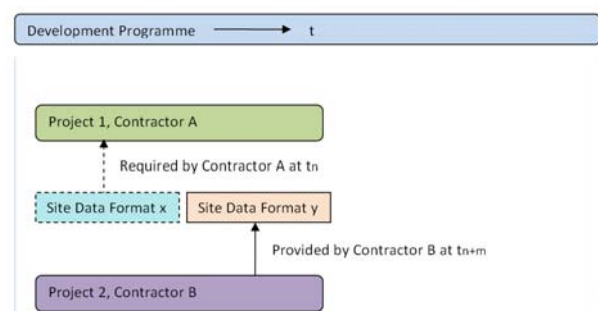 Development Programme t
Project 1, Contractor A
Required by Contractor A at tn
Site Data Format x Site Data Format y
Provided by Contractor B at tn+m
Project 2, Contractor B